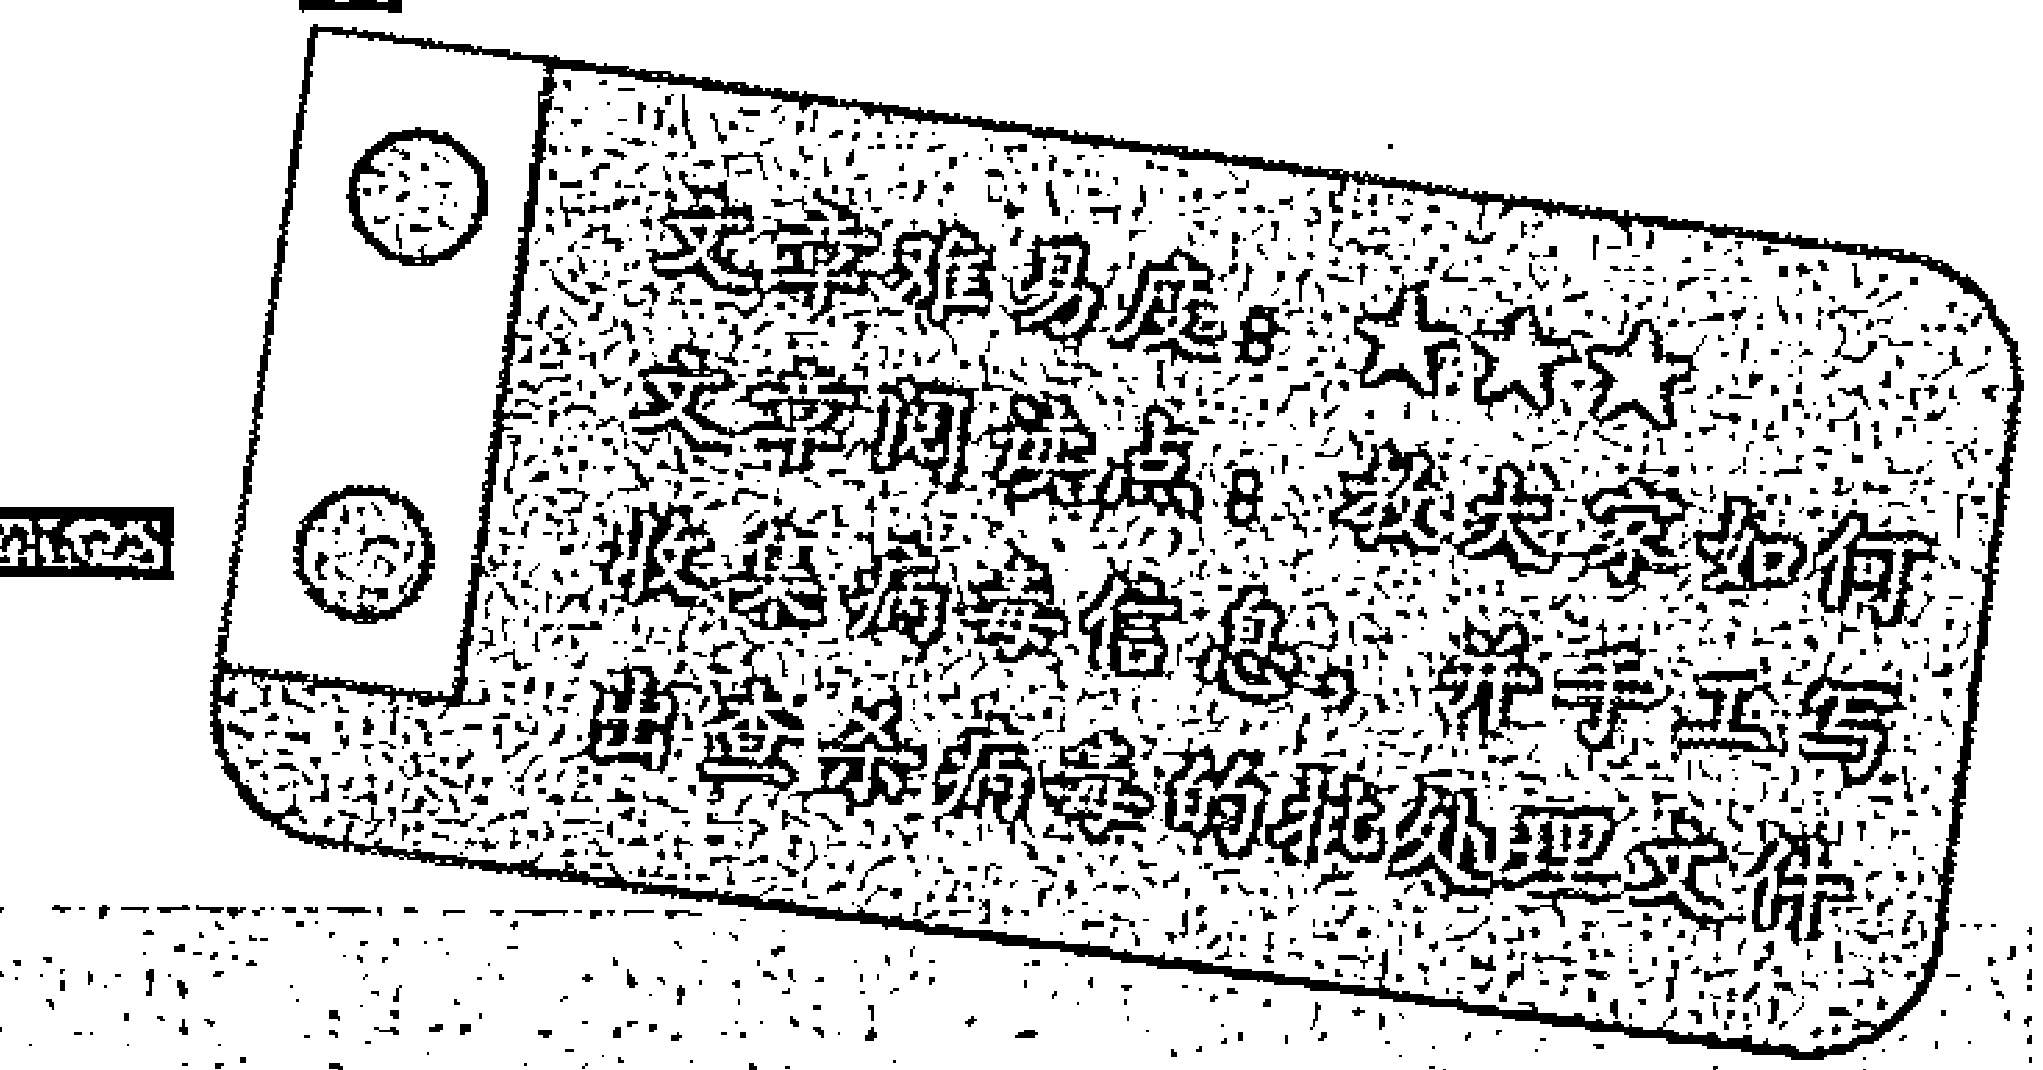 文章难易度：☆☆☆
文章阅读点：教大家如何
收集病毒信息，并手工写
出查杀病毒的批处理文件